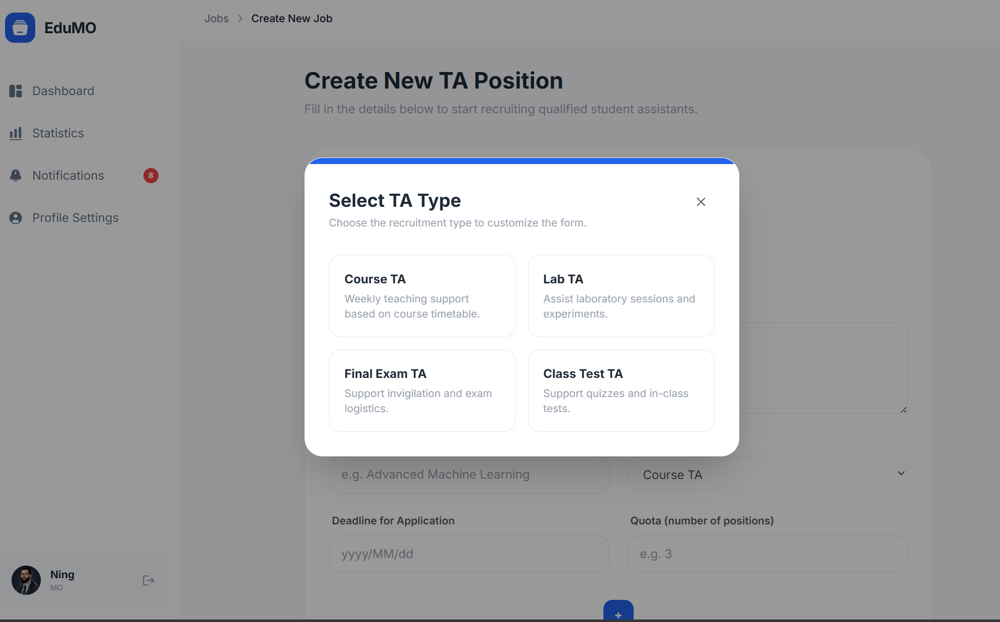 EduMO
Dashboard
Statistics
Notifications 8
Profile Settings
Ning
MO
Jobs > Create New Job
Create New TA Position
Fill in the details below to start recruiting qualified student assistants.
Select TA Type
Choose the recruitment type to customize the form.
Course TA
Weekly teaching support
based on course timetable.
Lab TA
Assist laboratory sessions and
experiments.
Final Exam TA
Support invigilation and exam
logistics.
Class Test TA
Support quizzes and in-class
tests.
e.g. Advanced Machine Learning
Course TA
Deadline for Application
Quota (number of positions)
yyyy/MM/dd
e.g. 3
+